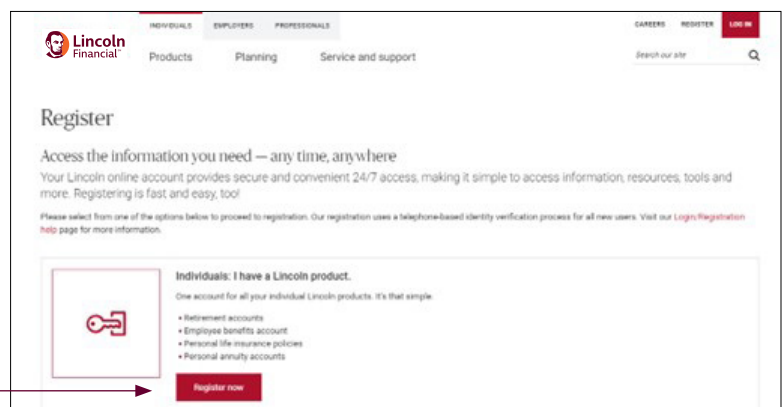 INDIVIDUALS EMPLOYERS PROFESSIONALS
CAREERS REGISTER LOG IN
Lincoln
Financial™
Products Planning Service and support
Search our site
Register
Access the information you need — any time, anywhere
Your Lincoln online account provides secure and convenient 24/7 access, making it simple to access information, resources, tools and
more. Registering is fast and easy, too!
Please select from one of the options below to proceed to registration. Our registration uses a telephone-based identity verification process for all new users. Visit our Login/Registration
help page for more information.
Individuals: I have a Lincoln product.
One account for all your individual Lincoln products. It's that simple.
• Retirement accounts
• Employee benefits account
• Personal life insurance policies
• Personal annuity accounts
Register now